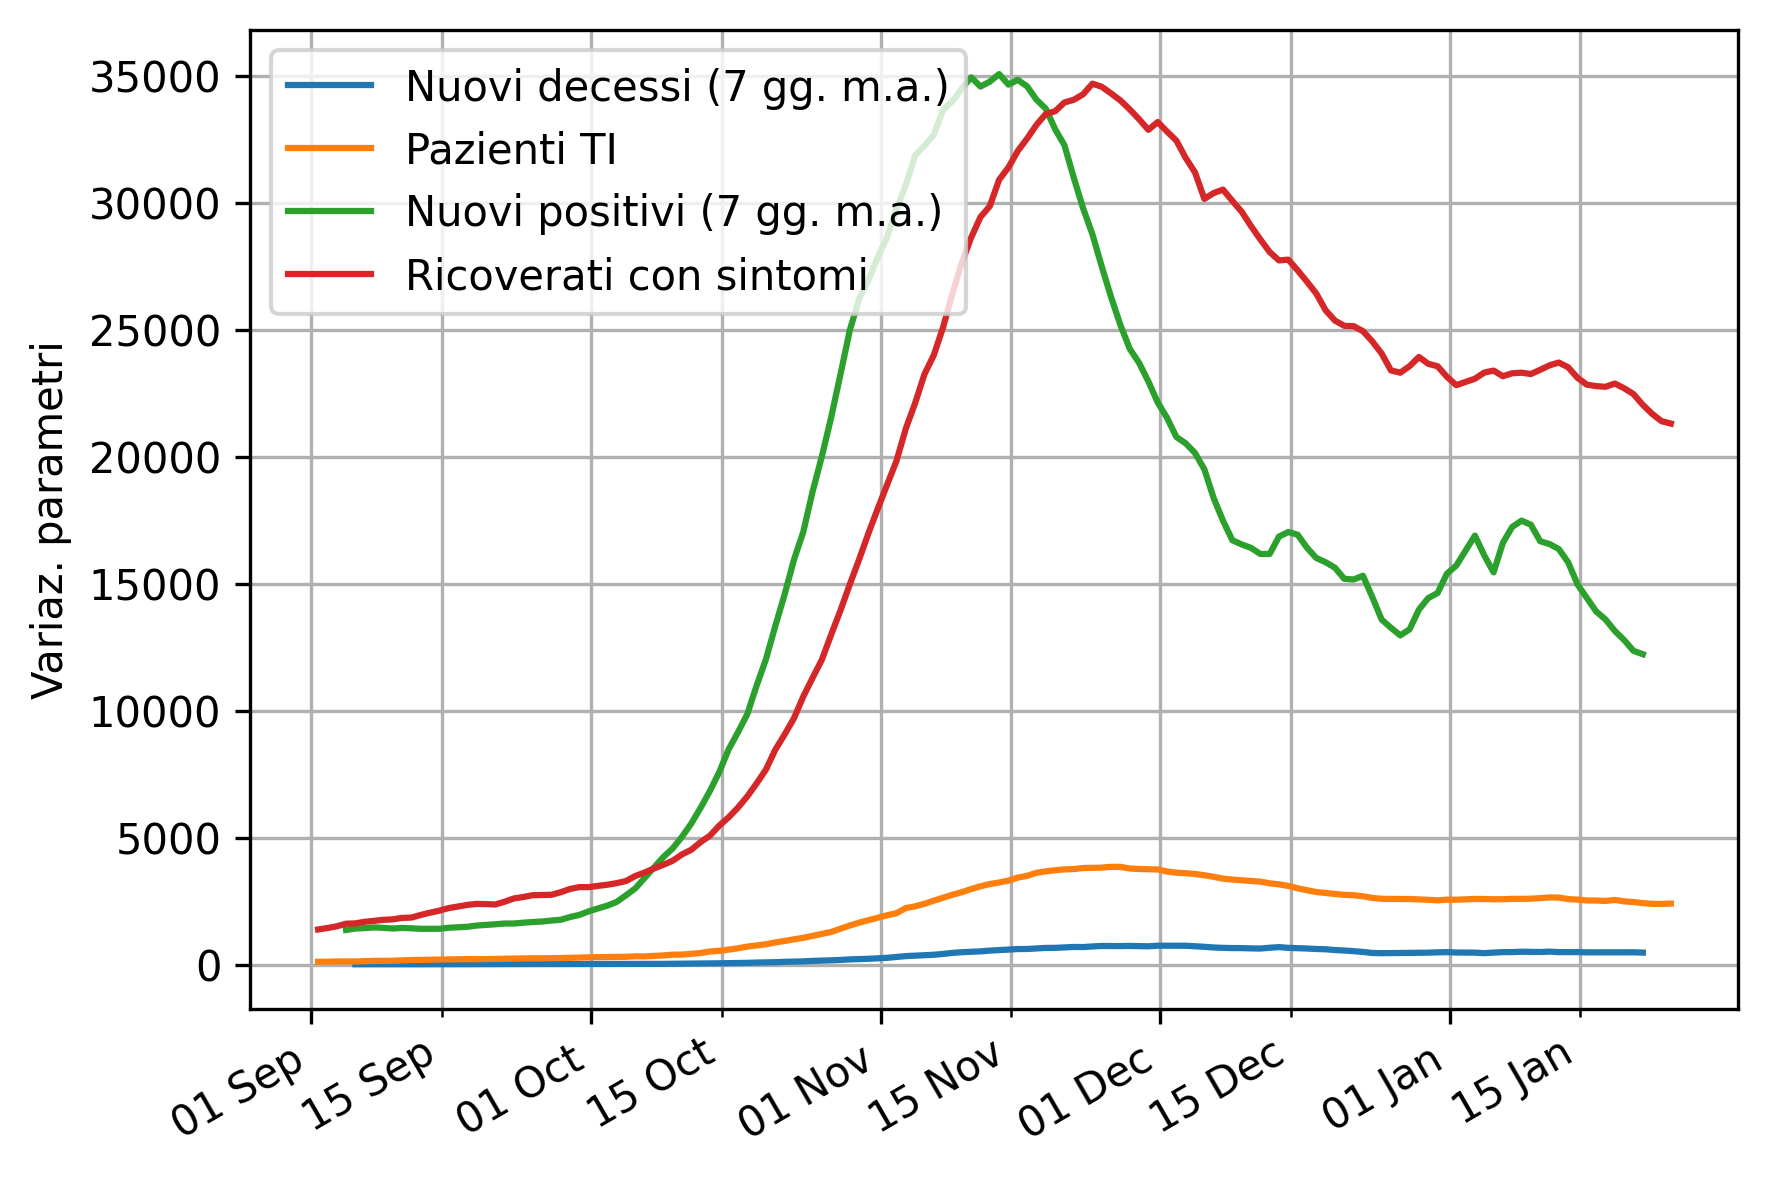 Nuovi decessi (7 gg. m.a.)
Pazienti TI
Nuovi positivi (7 gg. m.a.)
Ricoverati con sintomi
Variaz. parametri
35000
30000
25000
20000
15000
10000
5000
0
01 Sep
15 Sep
01 Oct
15 Oct
01 Nov
15 Nov
01 Dec
15 Dec
01 Jan
15 Jan